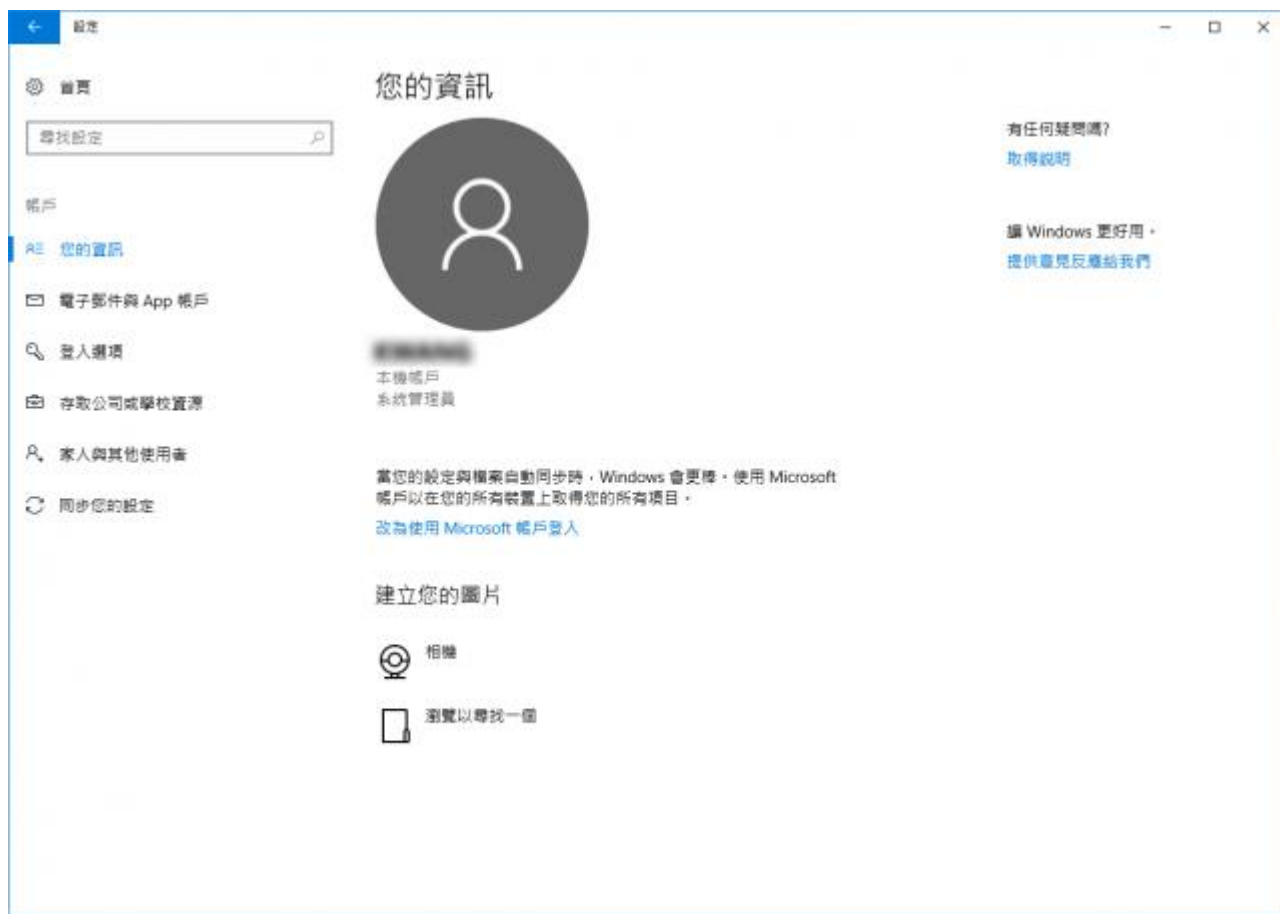 設定
首頁
尋找設定
帳戶
您的資訊
電子郵件與 App 帳戶
登入選項
存取公司或學校資源
家人與其他使用者
同步您的設定
您的資訊
本機帳戶
系統管理員
當您的設定與檔案自動同步時，Windows 會更棒。使用 Microsoft
帳戶以在您的所有裝置上取得您的所有項目。
改為使用 Microsoft 帳戶登入
建立您的圖片
相機
瀏覽以尋找一個
有任何疑問嗎?
取得說明
讓 Windows 更好用。
提供意見反應給我們